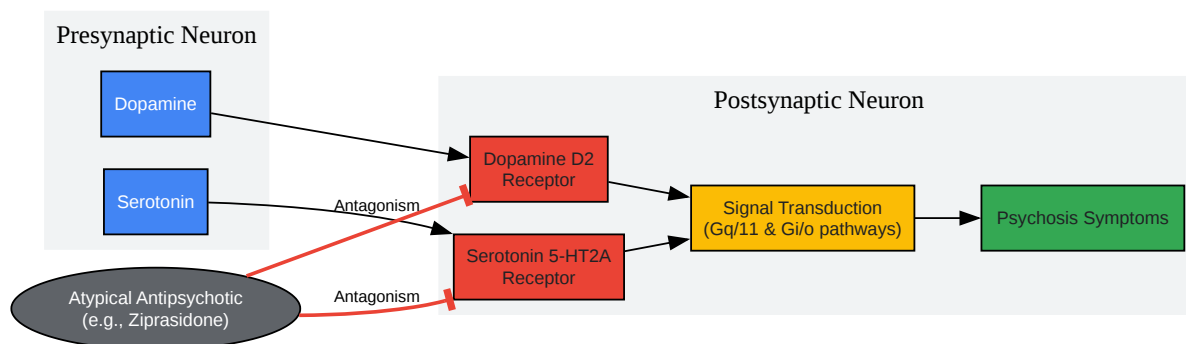 Presynaptic Neuron
Dopamine
Serotonin
Atypical Antipsychotic
(e.g., Ziprasidone)
Antagonism
Antagonism
Postsynaptic Neuron
Dopamine D2
Receptor
Serotonin 5-HT2A
Receptor
Signal Transduction
(Gq/11 & Gi/o pathways)
Psychosis Symptoms